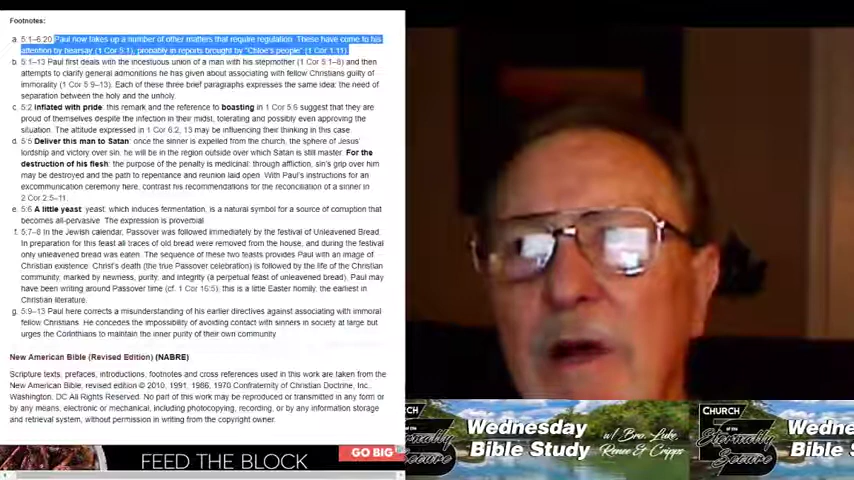 Footnotes:
a. 5:1–6:20 Paul now takes up a number of other matters that require regulation. These have come to his
attention by hearsay (1 Cor 5:1), probably in reports brought by "Chloe's people" (1 Cor 1:11).
b. 5:1–13 Paul first deals with the incestuous union of a man with his stepmother (1 Cor 5:1–8) and then
attempts to clarify general admonitions he has given about associating with fellow Christians guilty of
immorality (1 Cor 5:9–13). Each of these three brief paragraphs expresses the same idea: the need of
separation between the holy and the unholy.
c. 5:2 Inflated with pride: this remark and the reference to boasting in 1 Cor 5:6 suggest that they are
proud of themselves despite the infection in their midst, tolerating and possibly even approving the
situation. The attitude expressed in 1 Cor 6:2, 13 may be influencing their thinking in this case.
d. 5:5 Deliver this man to Satan: once the sinner is expelled from the church, the sphere of Jesus'
lordship and victory over sin, he will be in the region outside over which Satan is still master. For the
destruction of his flesh: the purpose of the penalty is medicinal: through affliction, sin's grip over him
may be destroyed and the path to repentance and reunion laid open. With Paul's instructions for an
excommunication ceremony here, contrast his recommendations for the reconciliation of a sinner in
2 Cor 2:5–11.
e. 5:6 A little yeast: yeast, which induces fermentation, is a natural symbol for a source of corruption that
becomes all-pervasive. The expression is proverbial.
f. 5:7–8 In the Jewish calendar, Passover was followed immediately by the festival of Unleavened Bread.
In preparation for this feast all traces of old bread were removed from the house, and during the festival
only unleavened bread was eaten. The sequence of these two feasts provides Paul with an image of
Christian existence: Christ's death (the true Passover celebration) is followed by the life of the Christian
community, marked by newness, purity, and integrity (a perpetual feast of unleavened bread). Paul may
have been writing around Passover time (cf. 1 Cor 16:5); this is a little Easter homily, the earliest in
Christian literature.
g. 5:9–13 Paul here corrects a misunderstanding of his earlier directives against associating with immoral
fellow Christians. He concedes the impossibility of avoiding contact with sinners in society at large but
urges the Corinthians to maintain the inner purity of their own community.
New American Bible (Revised Edition) (NABRE)
Scripture texts, prefaces, introductions, footnotes and cross references used in this work are taken from the
New American Bible, revised edition © 2010, 1991, 1986, 1970 Confraternity of Christian Doctrine, Inc.,
Washington, DC All Rights Reserved. No part of this work may be reproduced or transmitted in any form or
by any means, electronic or mechanical, including photocopying, recording, or by any information storage
and retrieval system, without permission in writing from the copyright owner.
FEED THE BLOCK
GO BIG
CH
of the
Eternally
Secure
Wednesday
Bible Study
w/ Bro. Luke,
Renee & Cripps
CHURCH
of the
Eternally
Secure
Wedne
Bible S